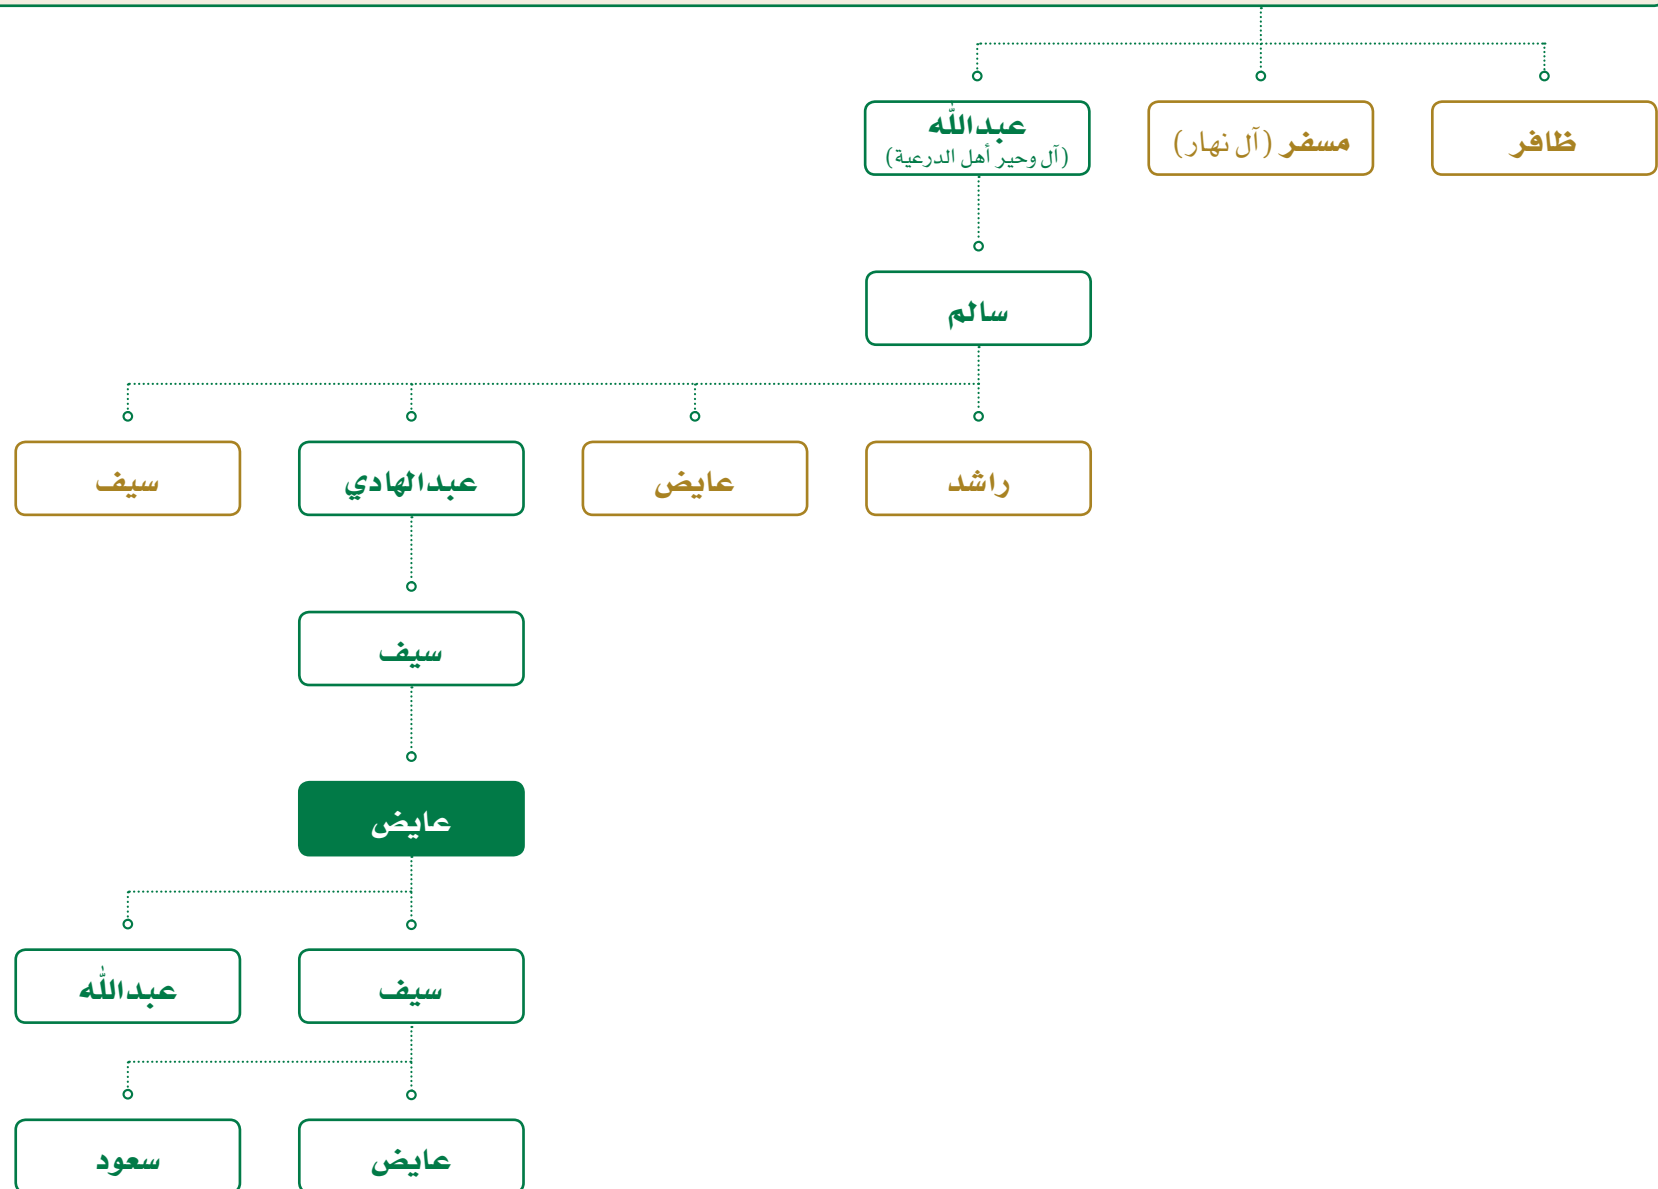 ظافر
مسفر (آل نهار)
عبدالله
(آل وحير أهل الدرعية)
سالم
راشد
عايض
عبدالهادي
سيف
سيف
عايض
سيف
عبدالله
عايض
سعود